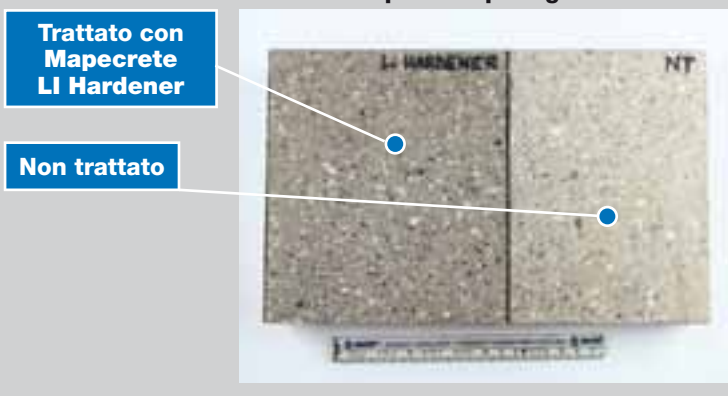 Trattato con
Mapecrete
LI Hardener
Li HARDENER
NT
Non trattato